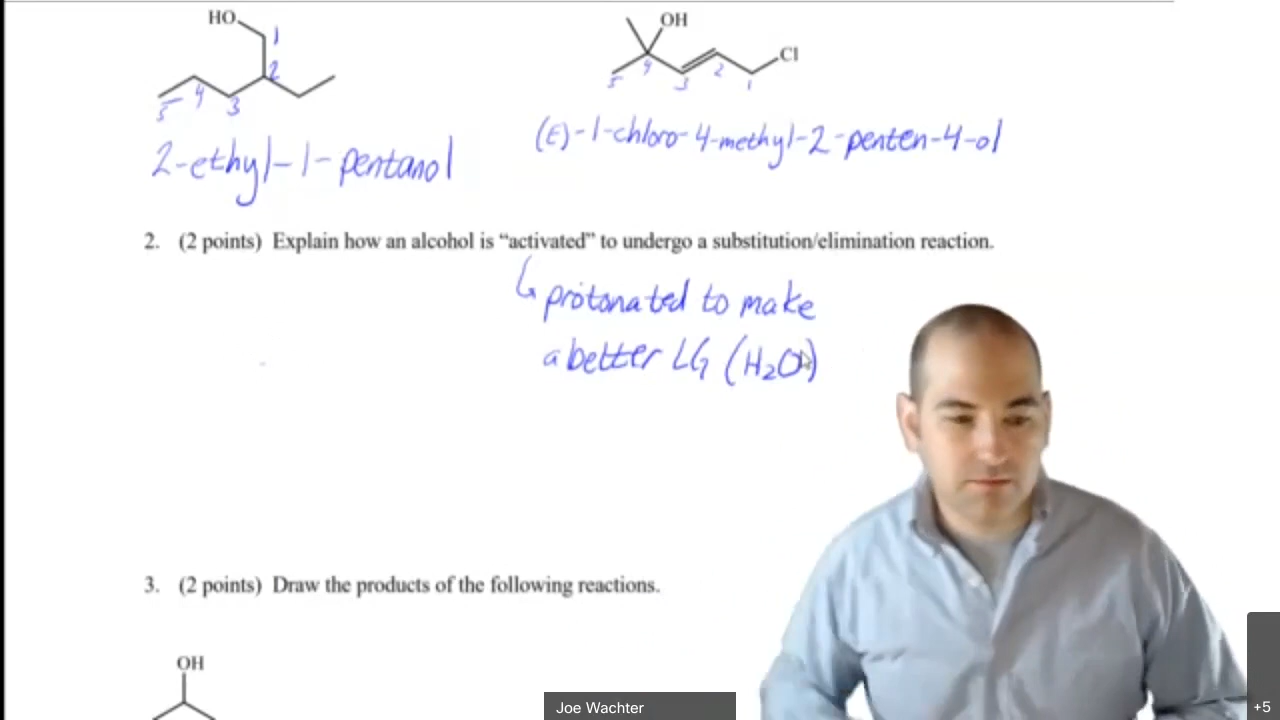 HO
OH
Cl
1
2
3
4
5
1
2
3
4
5
2-ethyl-1-pentanol
(E)-1-chloro-4-methyl-2-penten-4-ol
2. (2 points) Explain how an alcohol is “activated” to undergo a substitution/elimination reaction.
protonated to make
a better LG (H₂O)
3. (2 points) Draw the products of the following reactions.
OH
Joe Wachter
+5